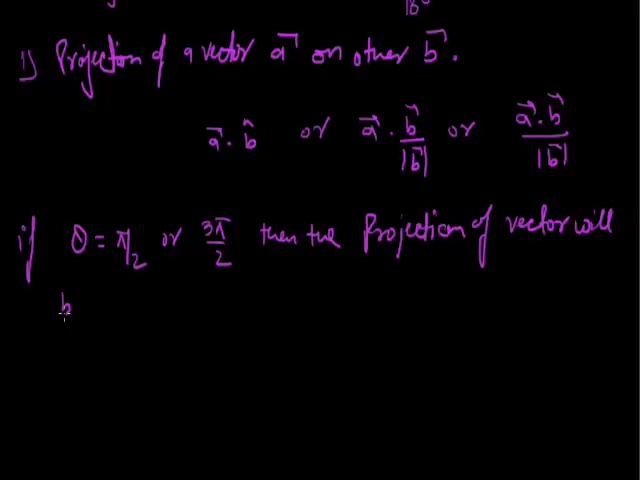 180
1) Projection of a vector a⃗ on other b⃗.
a⃗ . b̂ or a⃗ . b⃗/|b⃗| or a⃗ . b⃗/|b⃗|
if θ = π/2 or 3π/2 then the Projection of vector will
b